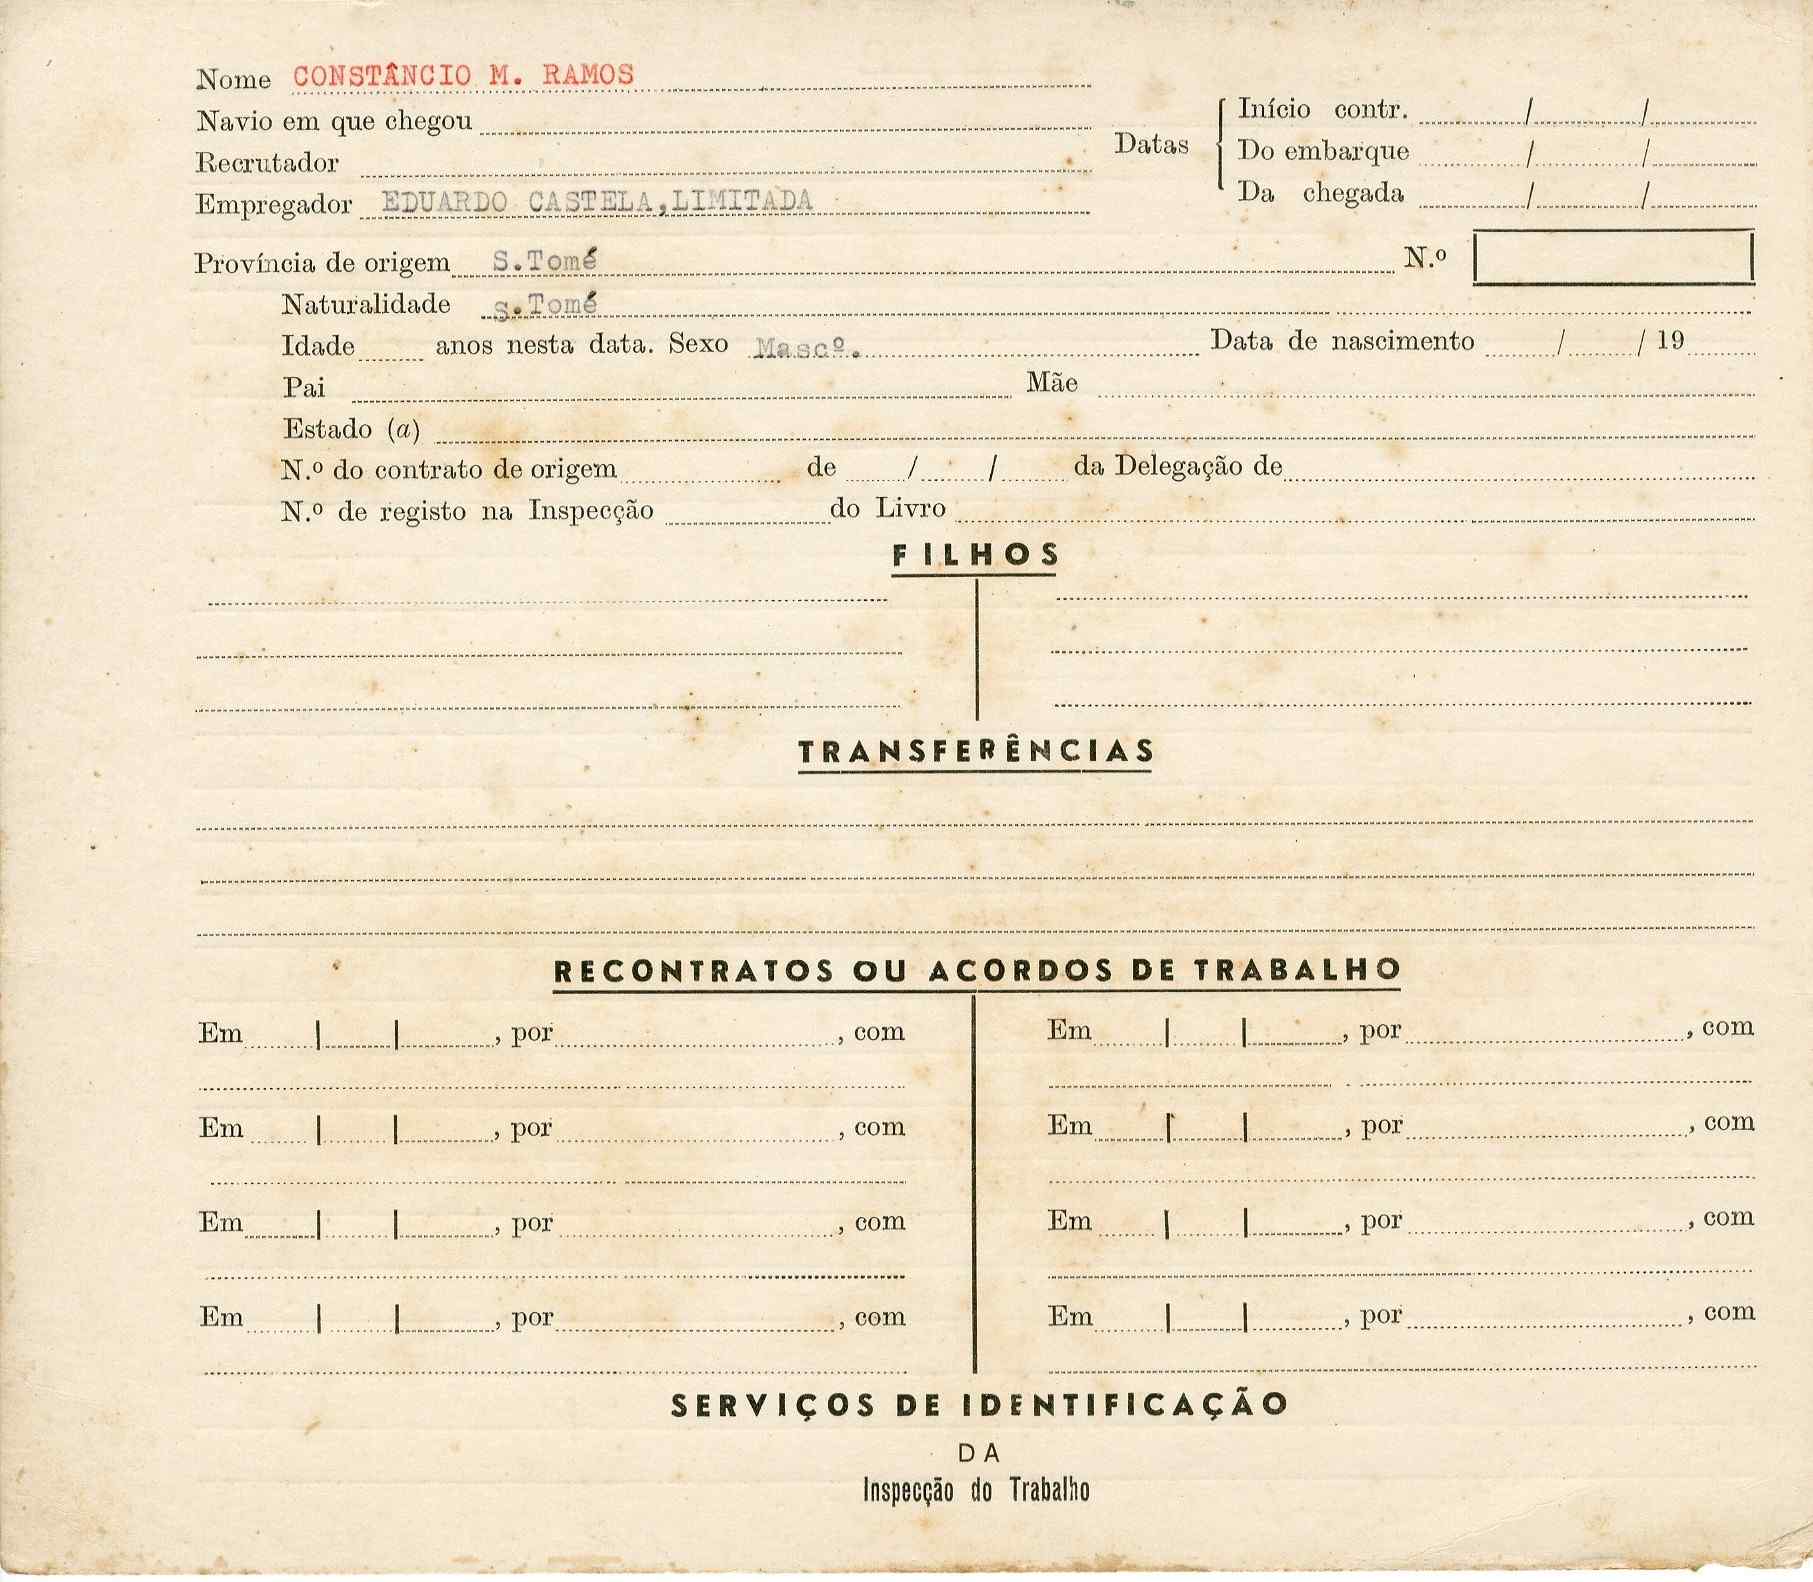 Nome CONSTÂNCIO M. RAMOS
Navio em que chegou
Recrutador
Empregador EDUARDO CASTELA,LIMITADA
Datas
Início contr. / /
Do embarque / /
Da chegada / /
Província de origem S.Tomé N.º
Naturalidade S.Tomé
Idade anos nesta data. Sexo Mascº. Data de nascimento / / 19
Pai Mãe
Estado (a)
N.º do contrato de origem de / / da Delegação de
N.º de registo na Inspecção do Livro
FILHOS
TRANSFERÊNCIAS
RECONTRATOS OU ACORDOS DE TRABALHO
Em | | , por , com Em | | , por , com
Em | | , por , com Em | | , por , com
Em | | , por , com Em | | , por , com
Em | | , por , com Em | | , por , com
SERVIÇOS DE IDENTIFICAÇÃO
DA
Inspecção do Trabalho